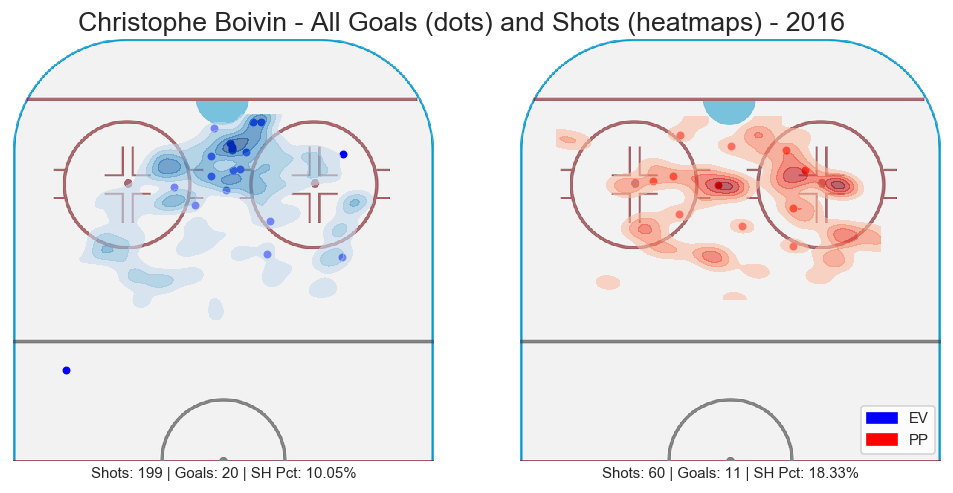 Christophe Boivin - All Goals (dots) and Shots (heatmaps) - 2016
EV
PP
Shots: 199 | Goals: 20 | SH Pct: 10.05%
Shots: 60 | Goals: 11 | SH Pct: 18.33%